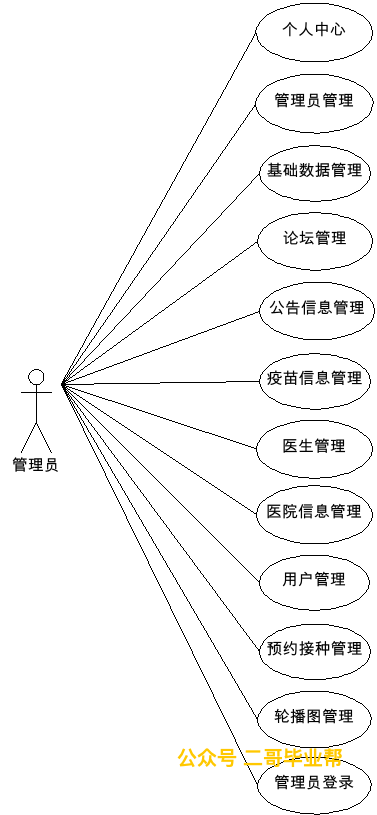 个人中心
管理员管理
基础数据管理
论坛管理
公告信息管理
疫苗信息管理
医生管理
管理员
医院信息管理
用户管理
预约接种管理
轮播图管理
公众号 二哥毕业帮
管理员登录